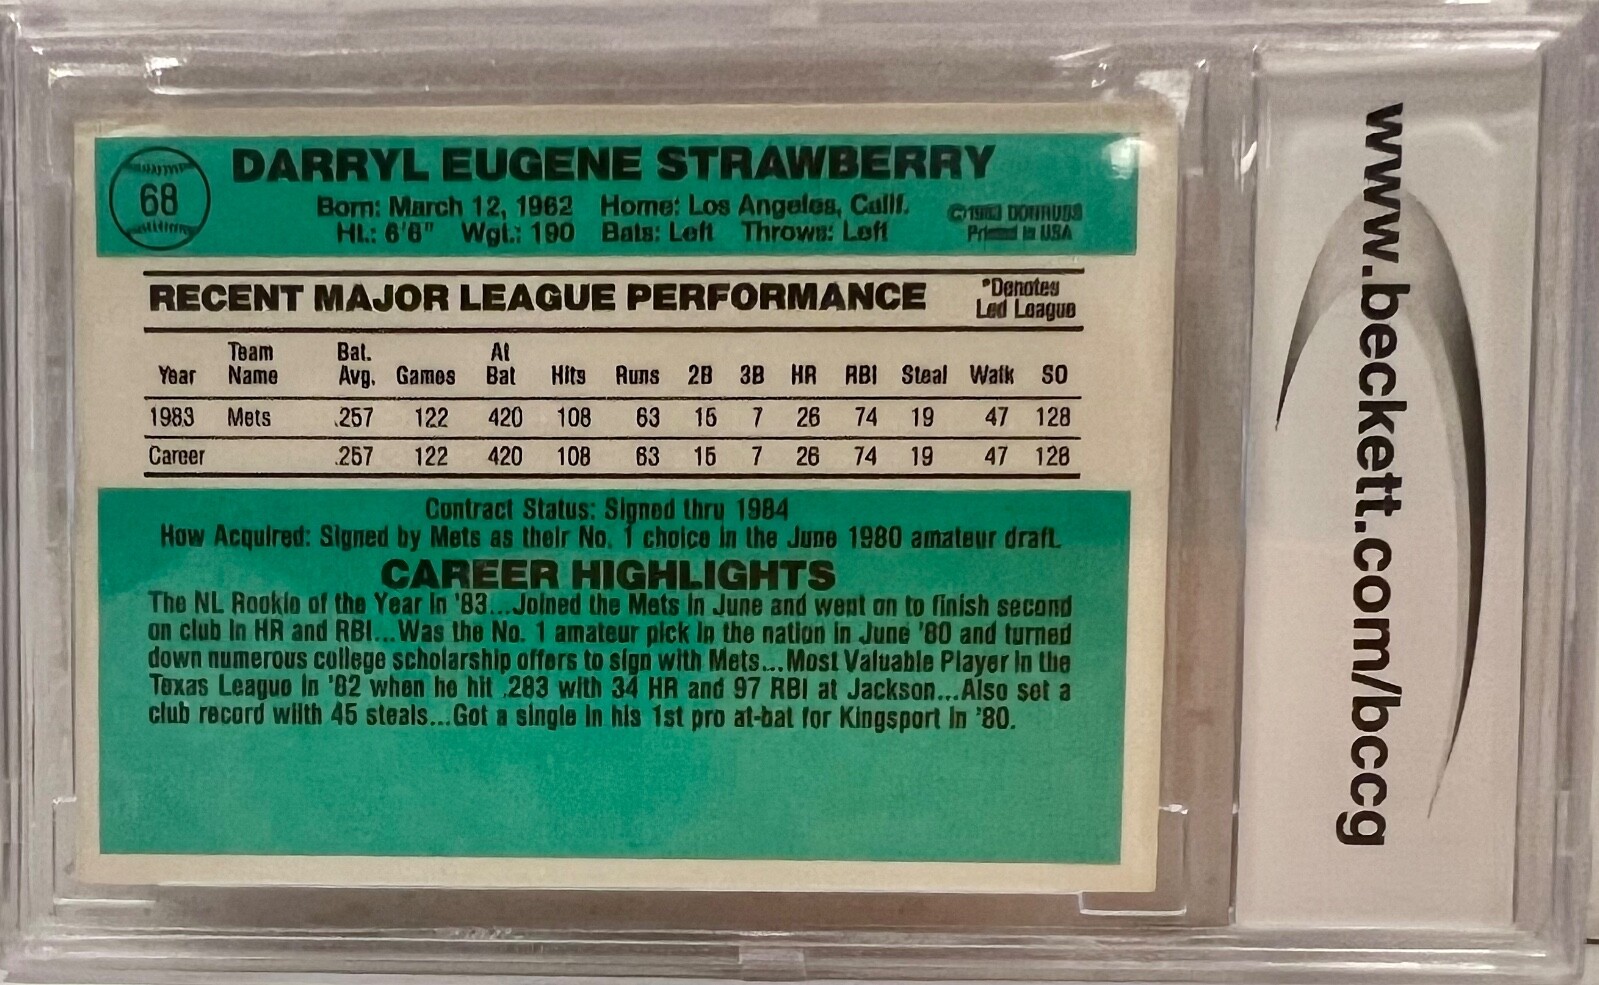 68
DARRYL EUGENE STRAWBERRY
Born: March 12, 1962 Home: Los Angeles, Calif.
Ht.: 6'6" Wgt.: 190 Bats: Left Throws: Left
© 1983 DONRUSS
Printed in USA
RECENT MAJOR LEAGUE PERFORMANCE
*Denotes
Led League
Year Team Name Bat. Avg. Games At Bat Hits Runs 2B 3B HR RBI Steal Walk SO
1983 Mets .257 122 420 108 63 15 7 26 74 19 47 128
Career .257 122 420 108 63 15 7 26 74 19 47 128
Contract Status: Signed thru 1984
How Acquired: Signed by Mets as their No. 1 choice in the June 1980 amateur draft.
CAREER HIGHLIGHTS
The NL Rookie of the Year in '83...Joined the Mets in June and went on to finish second
on club in HR and RBI...Was the No. 1 amateur pick in the nation in June '80 and turned
down numerous college scholarship offers to sign with Mets...Most Valuable Player in the
Texas League in '82 when he hit .283 with 34 HR and 97 RBI at Jackson...Also set a
club record wiith 45 steals...Got a single in his 1st pro at-bat for Kingsport in '80.
www.beckett.com/bccg